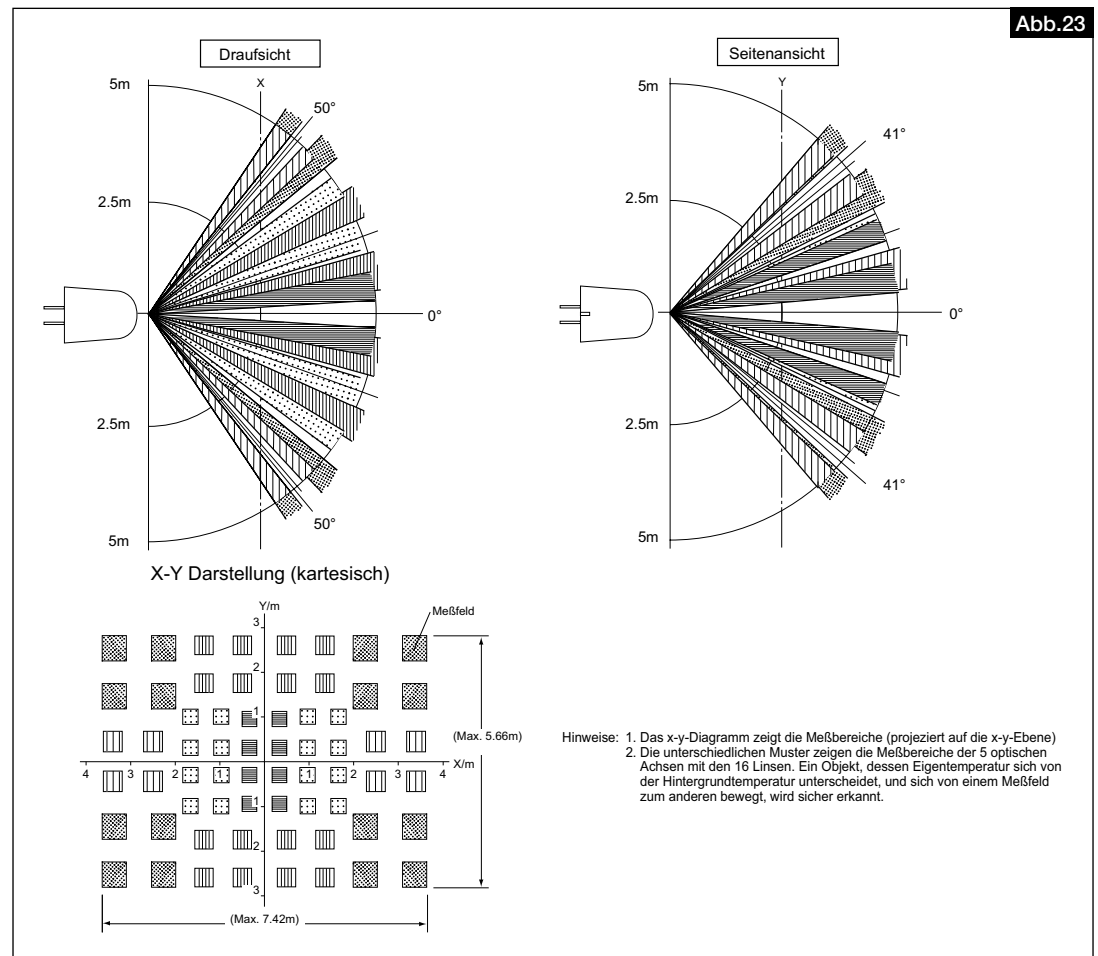 Abb.23
Draufsicht
Seitenansicht
X
5m
50°
2.5m
0°
2.5m
50°
5m
Y
5m
41°
2.5m
0°
2.5m
41°
5m
X-Y Darstellung (kartesisch)
Y/m
Meßfeld
3
2
1
4 3 2 1 1 2 3 4 X/m
1
2
3
(Max. 5.66m)
(Max. 7.42m)
Hinweise: 1. Das x-y-Diagramm zeigt die Meßbereiche (projeziert auf die x-y-Ebene)
2. Die unterschiedlichen Muster zeigen die Meßbereiche der 5 optischen
Achsen mit den 16 Linsen. Ein Objekt, dessen Eigentemperatur sich von
der Hintergrundtemperatur unterscheidet, und sich von einem Meßfeld
zum anderen bewegt, wird sicher erkannt.